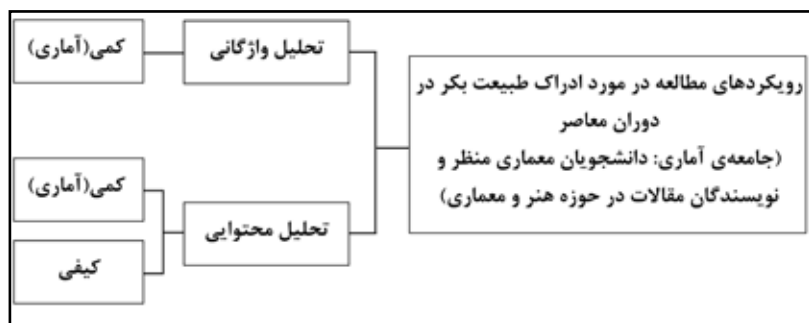 رویکردهای مطالعه در مورد ادراک طبیعت بکر در
دوران معاصر
(جامعه‌ی آماری: دانشجویان معماری منظر و
نویسندگان مقالات در حوزه هنر و معماری)
تحلیل واژگانی
کمی(آماری)
تحلیل محتوایی
کمی(آماری)
کیفی